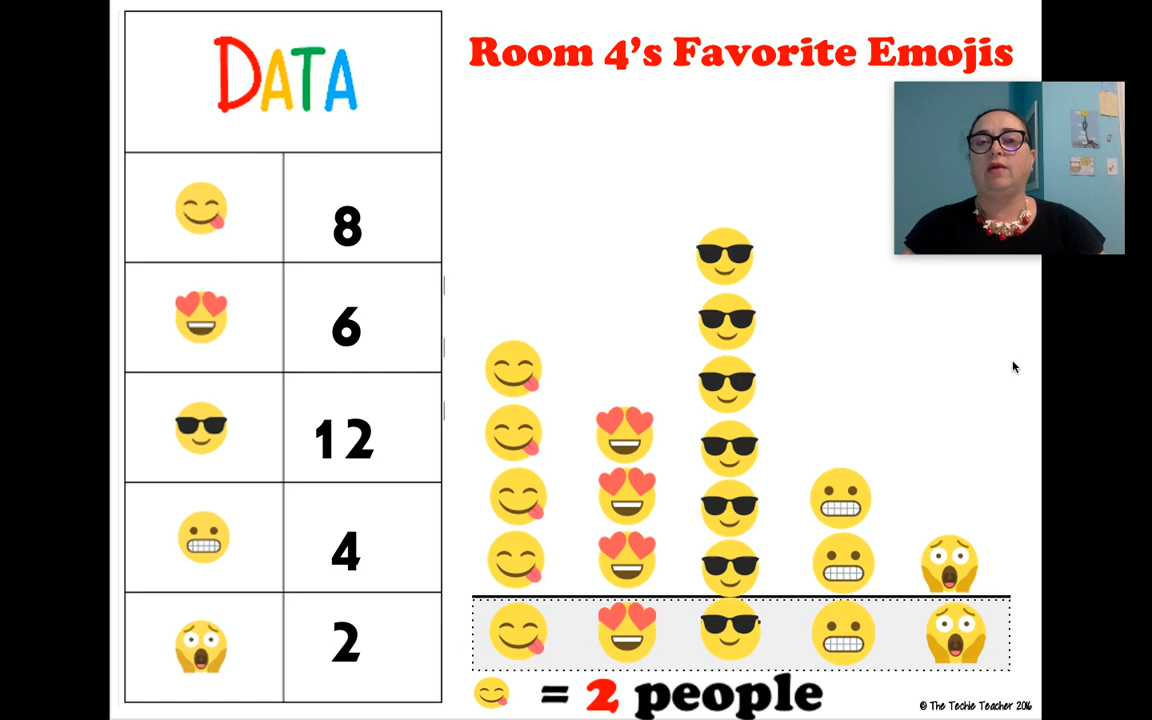 DATA
8
6
12
4
2
Room 4's Favorite Emojis
= 2 people
© The Techie Teacher 2016